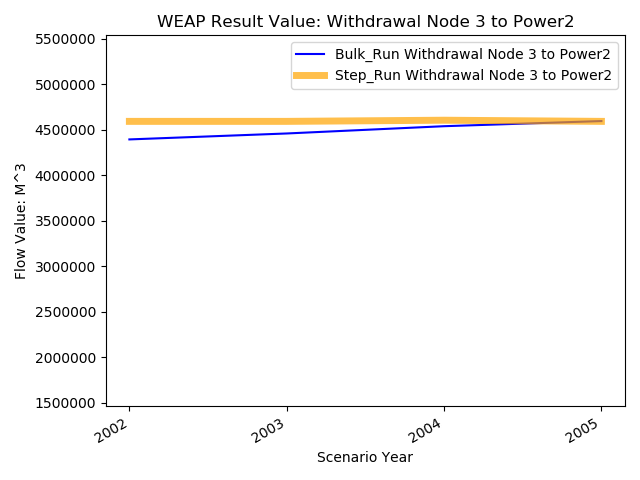 WEAP Result Value: Withdrawal Node 3 to Power2
Bulk_Run Withdrawal Node 3 to Power2
Step_Run Withdrawal Node 3 to Power2
Flow Value: M^3
5500000
5000000
4500000
4000000
3500000
3000000
2500000
2000000
1500000
2002
2003
2004
2005
Scenario Year